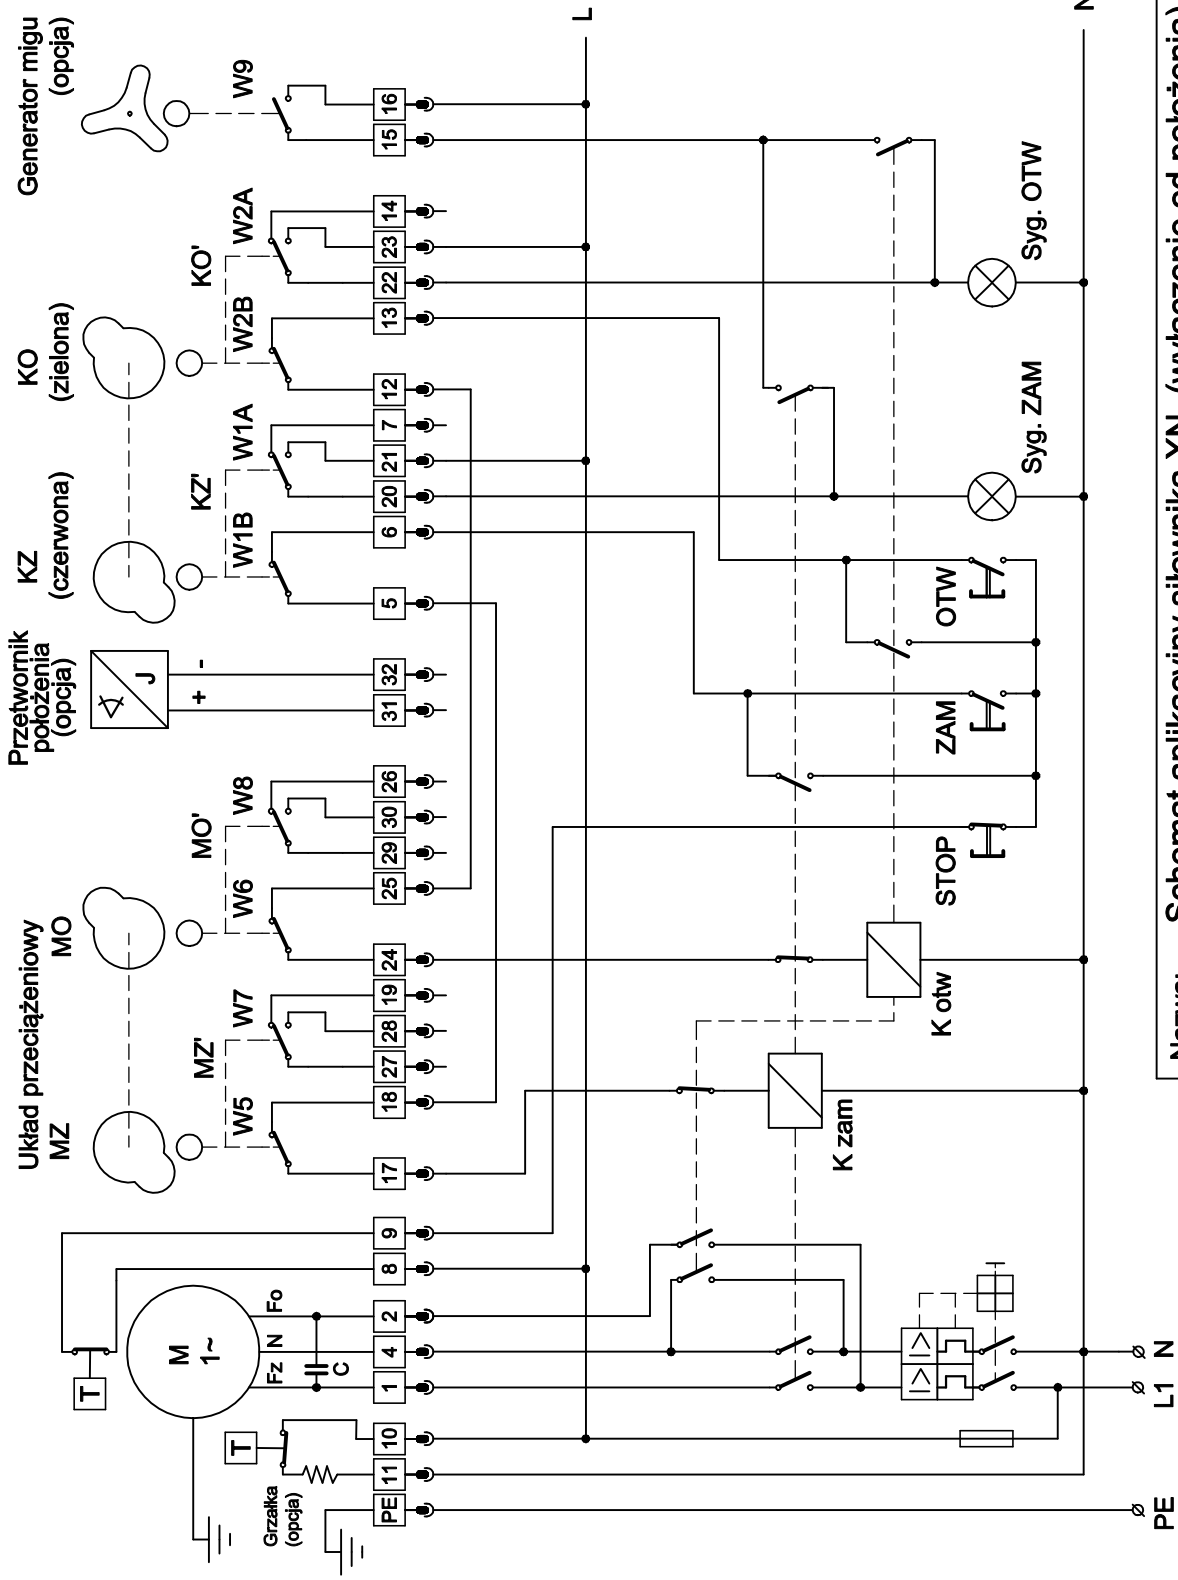 Układ przeciążeniowy
MZ
MO
Przetwornik
położenia
(opcja)
KZ
(czerwona)
KO
(zielona)
Generator migu
(opcja)
T
M
1~
J
+
-
MZ'
MO'
KZ'
KO'
T
Fz
N
Fo
C
W5
W7
W6
W8
W1B
W1A
W2B
W2A
W9
Grzałka
(opcja)
PE
11
10
1
4
2
8
9
17
18
27
28
19
24
25
29
30
26
31
32
5
6
20
21
7
12
13
22
23
14
15
16
L
K zam
K otw
STOP
ZAM
OTW
Syg. ZAM
Syg. OTW
N
PE
L1
N
Nazwa:
Schemat aplikacyjny siłownika XN (wyłączenie od położenia)